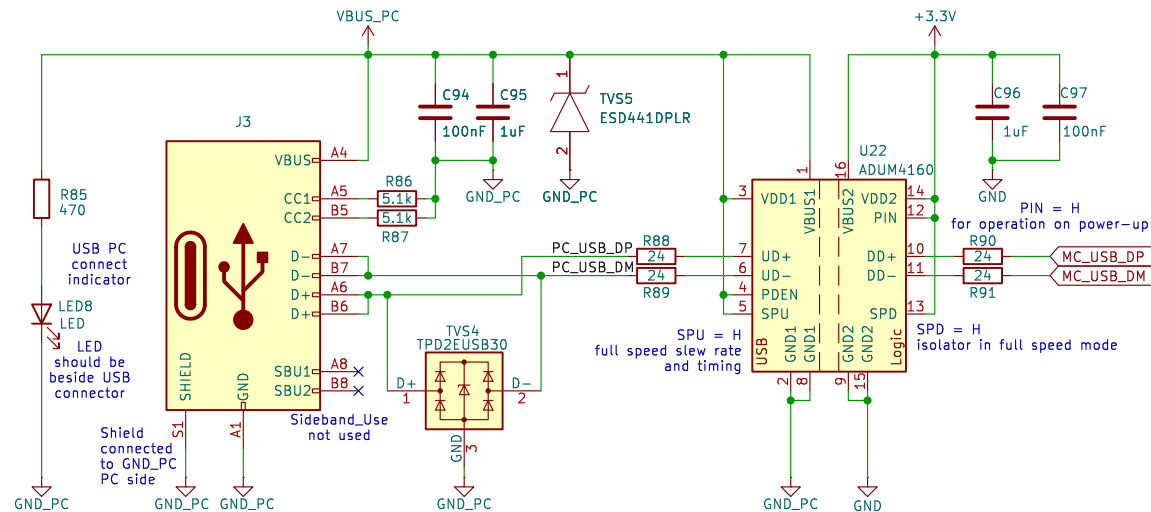 VBUS_PC
+3.3V
C94
100nF
C95
1uF
1
TVS5
ESD441DPLR
2
C96
1uF
C97
100nF
J3
VBUS
A4
GND_PC
GND_PC
GND
U22
ADUM4160
1
16
R85
470
CC1
A5
R86
5.1k
CC2
B5
5.1k
R87
3
VDD1
VBUS1
VBUS2
VDD2
14
PIN
12
PIN = H
for operation on power-up
USB PC
connect
indicator
D-
A7
D-
B7
D+
A6
D+
B6
PC_USB_DP
R88
24
PC_USB_DM
24
R89
7
UD+
6
UD-
4
PDEN
5
SPU
DD+
10
DD-
11
SPD
13
R90
24
MC_USB_DP
24
MC_USB_DM
R91
LED8
LED
LED
should be
beside USB
connector
TVS4
TPD2EUSB30
D+
1
D-
2
GND
3
SPU = H
full speed slew rate
and timing
USB
GND1
GND1
GND2
GND2
Logic
SPD = H
isolator in full speed mode
2
8
9
15
SHIELD
GND
SBU1
A8
SBU2
B8
Sideband_Use
not used
S1
A1
Shield
connected
to GND_PC
PC side
GND_PC
GND_PC
GND_PC
GND_PC
GND_PC
GND